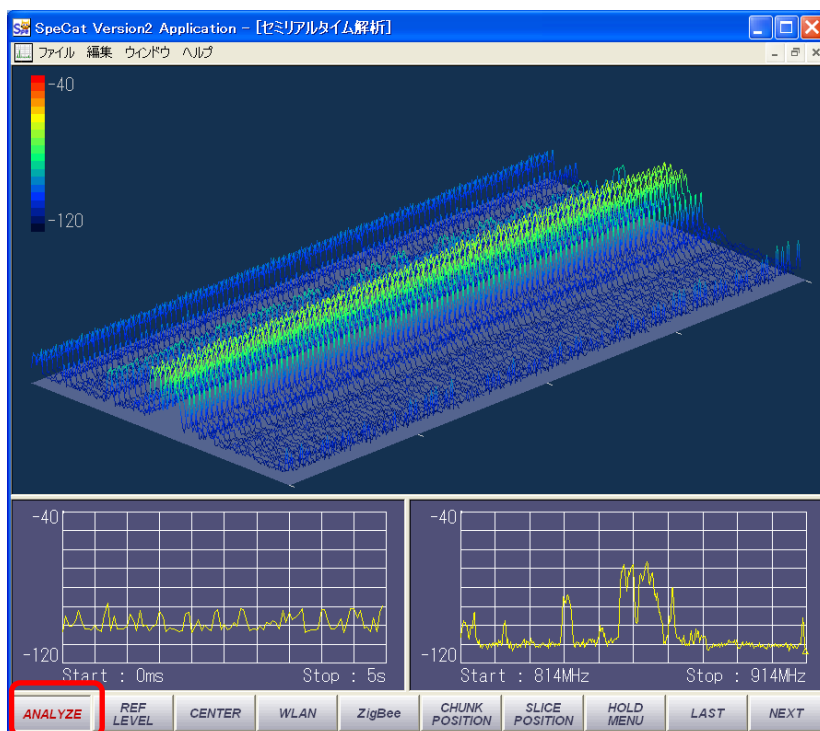 SpeCat Version2 Application - [セミリアルタイム解析]
ファイル 編集 ウィンドウ ヘルプ
-40
-120
-40
-120
Start : 0ms Stop : 5s
-40
-120
Start : 814MHz Stop : 914MHz
ANALYZE
REF
LEVEL
CENTER
WLAN
ZigBee
CHUNK
POSITION
SLICE
POSITION
HOLD
MENU
LAST
NEXT